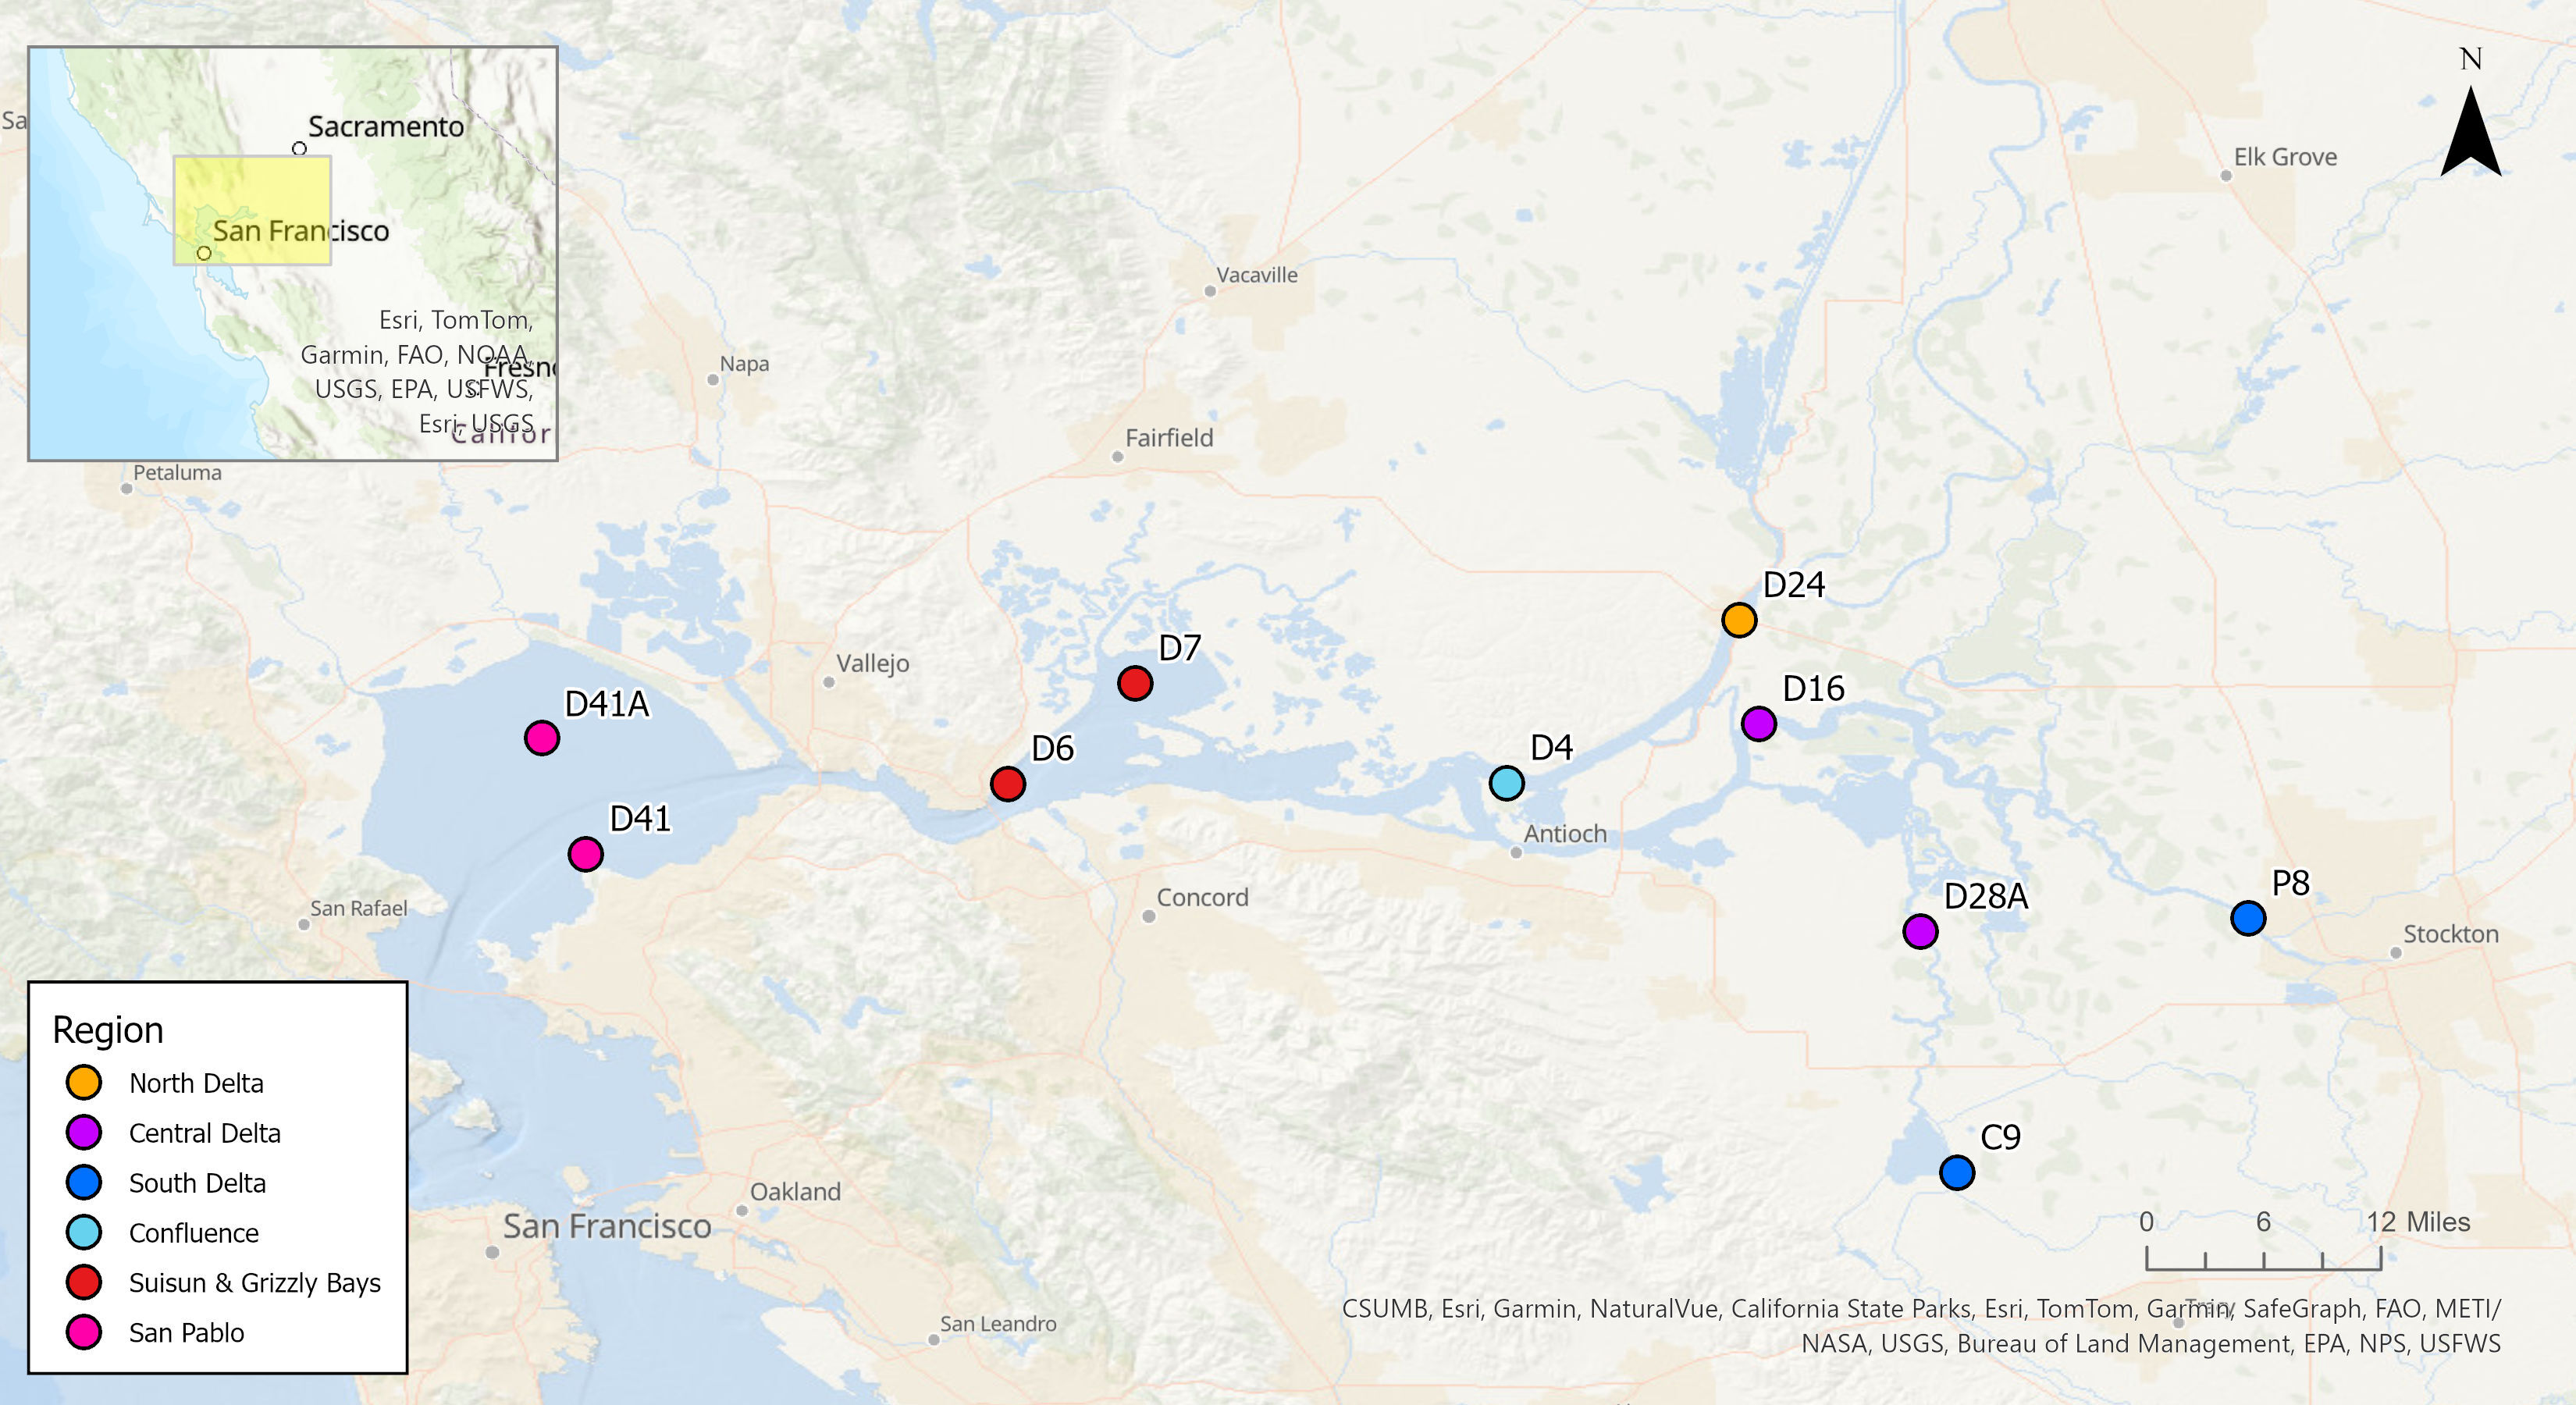 N
Sa
Sacramento
San Francisco
Esri, TomTom,
Garmin, FAO, NOAA,
USGS, EPA, USFWS,
Esri, USGS
Fresno
Califor
Elk Grove
Vacaville
Napa
Fairfield
Petaluma
D24
Vallejo
D7
D16
D41A
D6
D4
D41
Antioch
D28A
P8
Concord
San Rafael
Stockton
C9
Oakland
San Francisco
San Leandro
Region
North Delta
Central Delta
South Delta
Confluence
Suisun & Grizzly Bays
San Pablo
0 6 12 Miles
Tracy
CSUMB, Esri, Garmin, NaturalVue, California State Parks, Esri, TomTom, Garmin, SafeGraph, FAO, METI/
NASA, USGS, Bureau of Land Management, EPA, NPS, USFWS